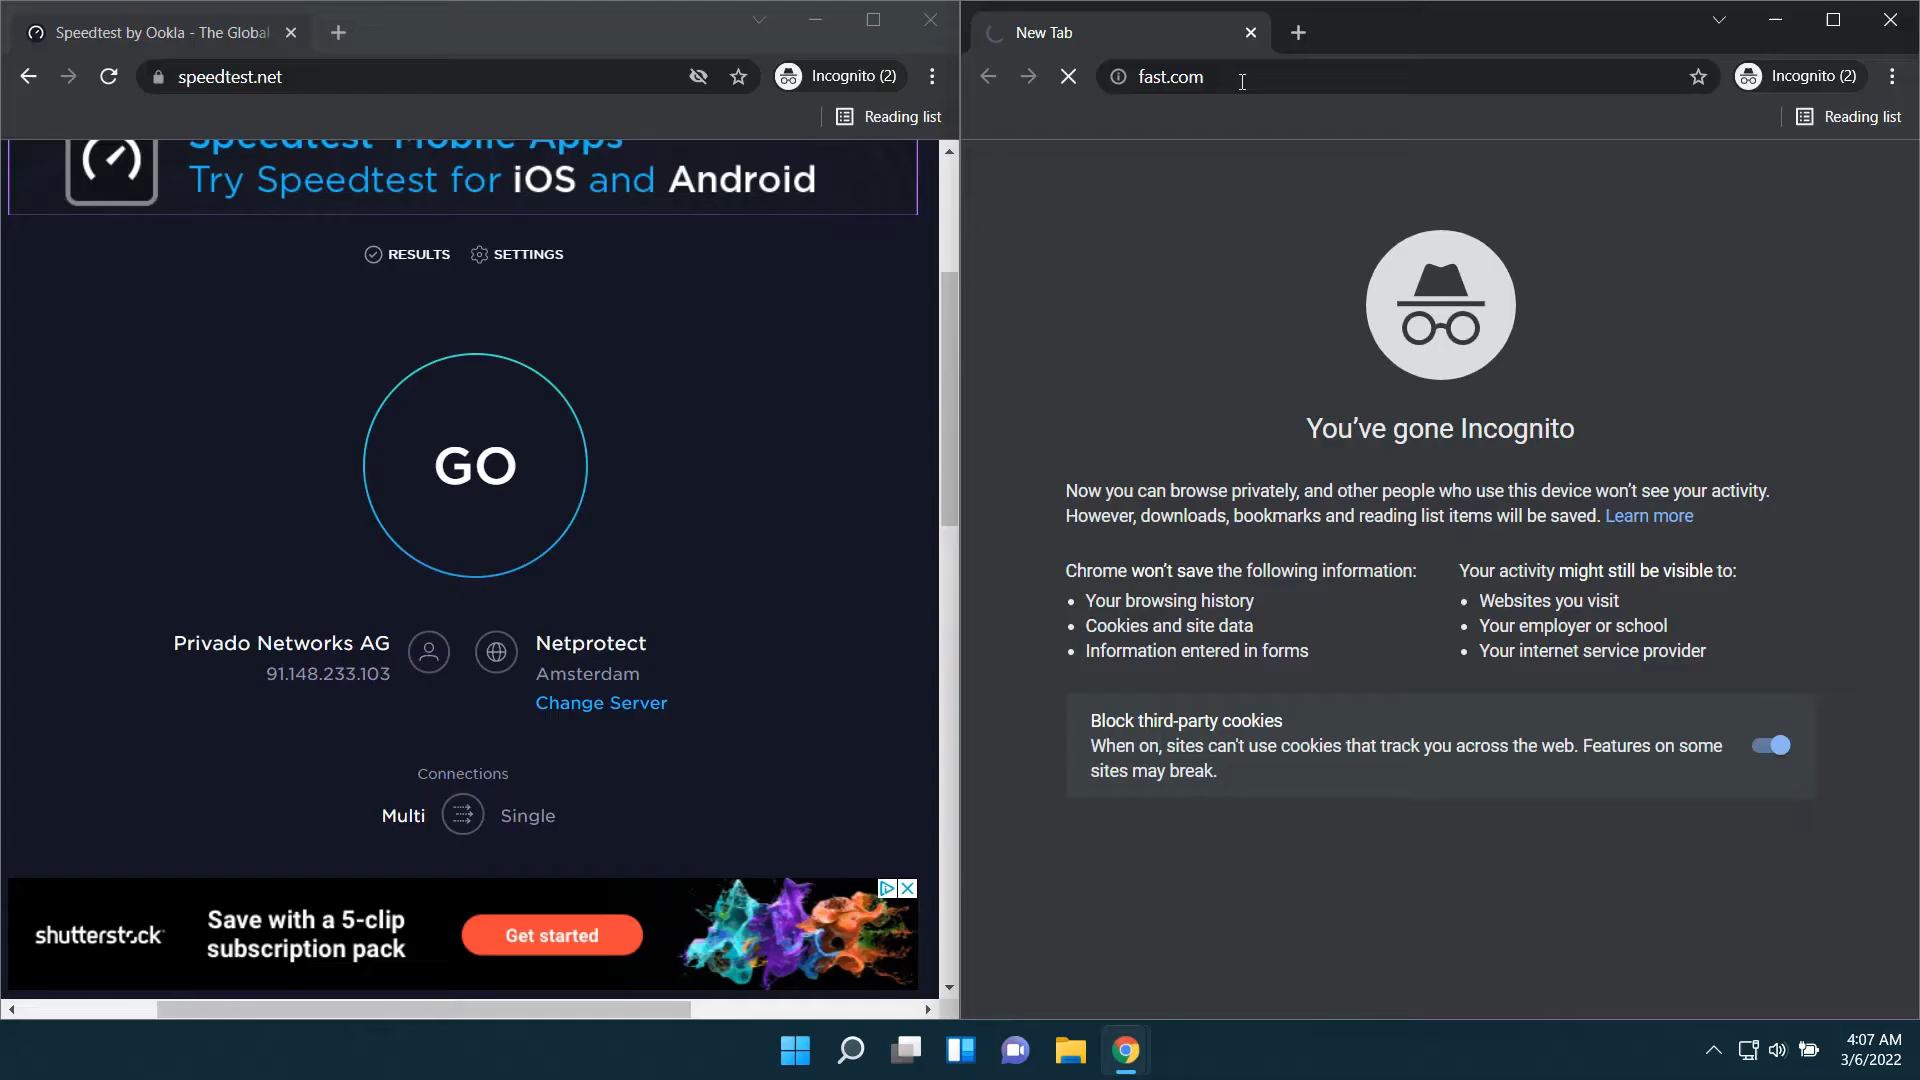 Speedtest by Ookla - The Global
speedtest.net
Incognito (2)
Reading list
Speedtest Mobile Apps
Try Speedtest for iOS and Android
RESULTS
SETTINGS
GO
Privado Networks AG
91.148.233.103
Netprotect
Amsterdam
Change Server
Connections
Multi
Single
shutterstock
Save with a 5-clip
subscription pack
Get started
New Tab
fast.com
Incognito (2)
Reading list
You've gone Incognito
Now you can browse privately, and other people who use this device won't see your activity.
However, downloads, bookmarks and reading list items will be saved. Learn more
Chrome won't save the following information:
• Your browsing history
• Cookies and site data
• Information entered in forms
Your activity might still be visible to:
• Websites you visit
• Your employer or school
• Your internet service provider
Block third-party cookies
When on, sites can't use cookies that track you across the web. Features on some
sites may break.
4:07 AM
3/6/2022